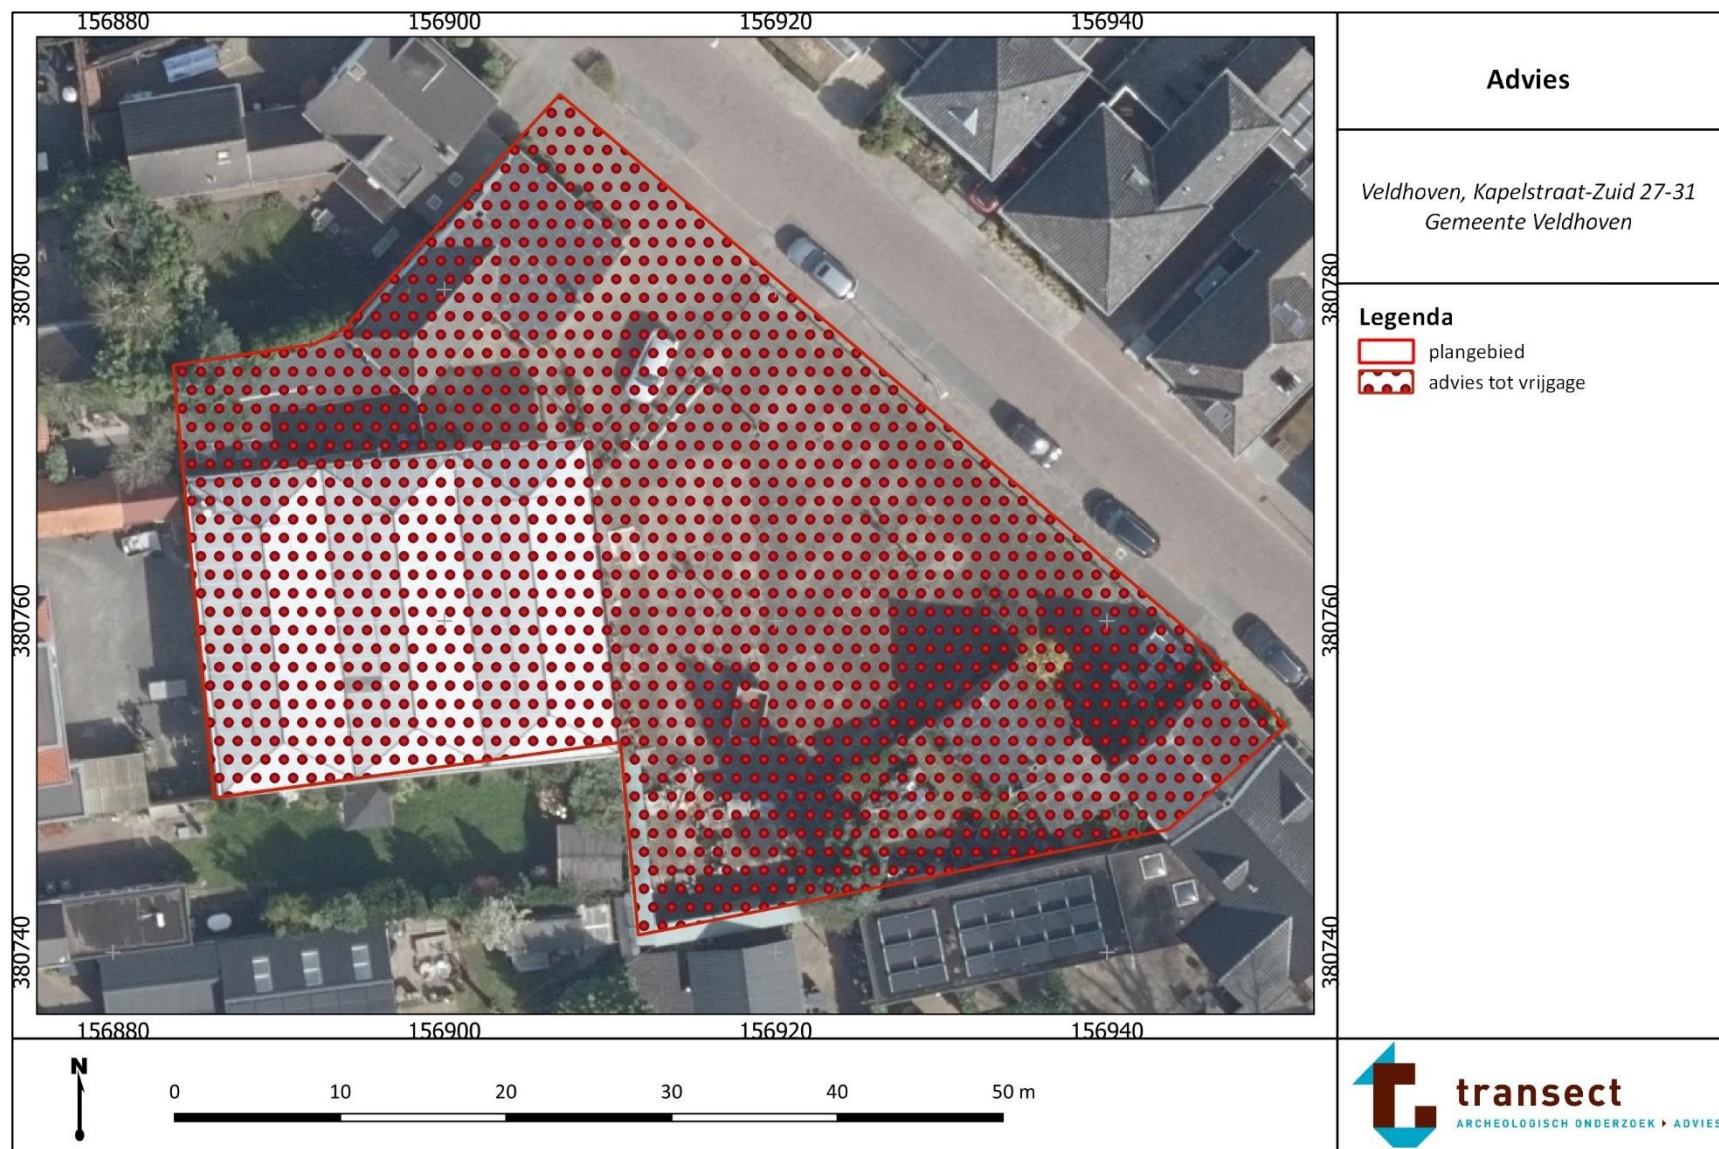 156880
156900
156920
156940
380780
380760
380740
380780
380760
380740
156880
156900
156920
156940
Advies
Veldhoven, Kapelstraat-Zuid 27-31
Gemeente Veldhoven
Legenda
plangebied
advies tot vrijgage
N
0 10 20 30 40 50 m
transect
ARCHEOLOGISCH ONDERZOEK ADVIES